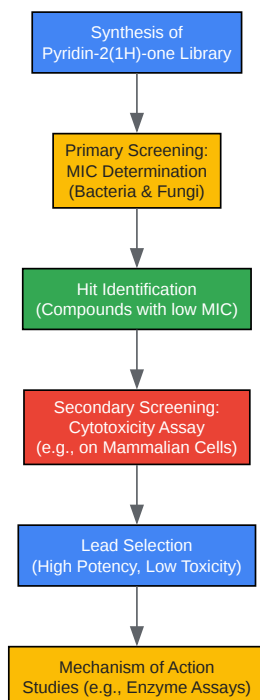 Synthesis of
Pyridin-2(1H)-one Library
Primary Screening:
MIC Determination
(Bacteria & Fungi)
Hit Identification
(Compounds with low MIC)
Secondary Screening:
Cytotoxicity Assay
(e.g., on Mammalian Cells)
Lead Selection
(High Potency, Low Toxicity)
Mechanism of Action
Studies (e.g., Enzyme Assays)